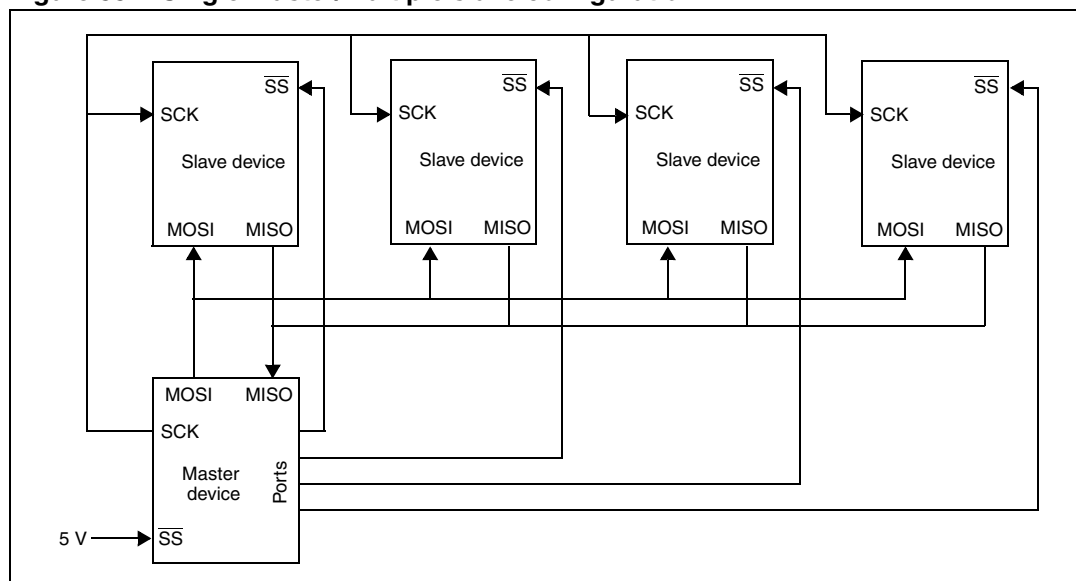 SS SS SS SS
SCK SCK SCK SCK
Slave device Slave device Slave device Slave device
MOSI MISO MOSI MISO MOSI MISO MOSI MISO
MOSI MISO
SCK
Master
device
Ports
5 V SS